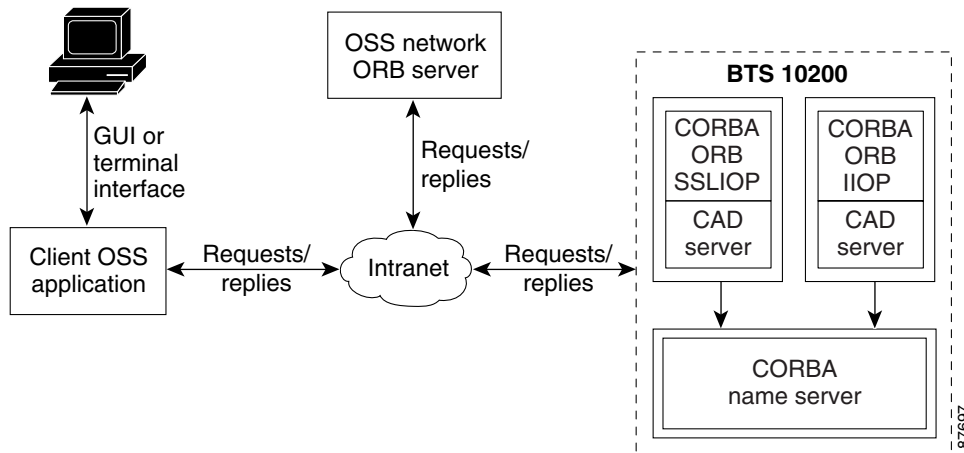 OSS network
ORB server
BTS 10200
GUI or
terminal
interface
Requests/
replies
CORBA
ORB
SSLIOP
CAD
server
CORBA
ORB
IIOP
CAD
server
Client OSS
application
Requests/
replies
Intranet
Requests/
replies
CORBA
name server
87697